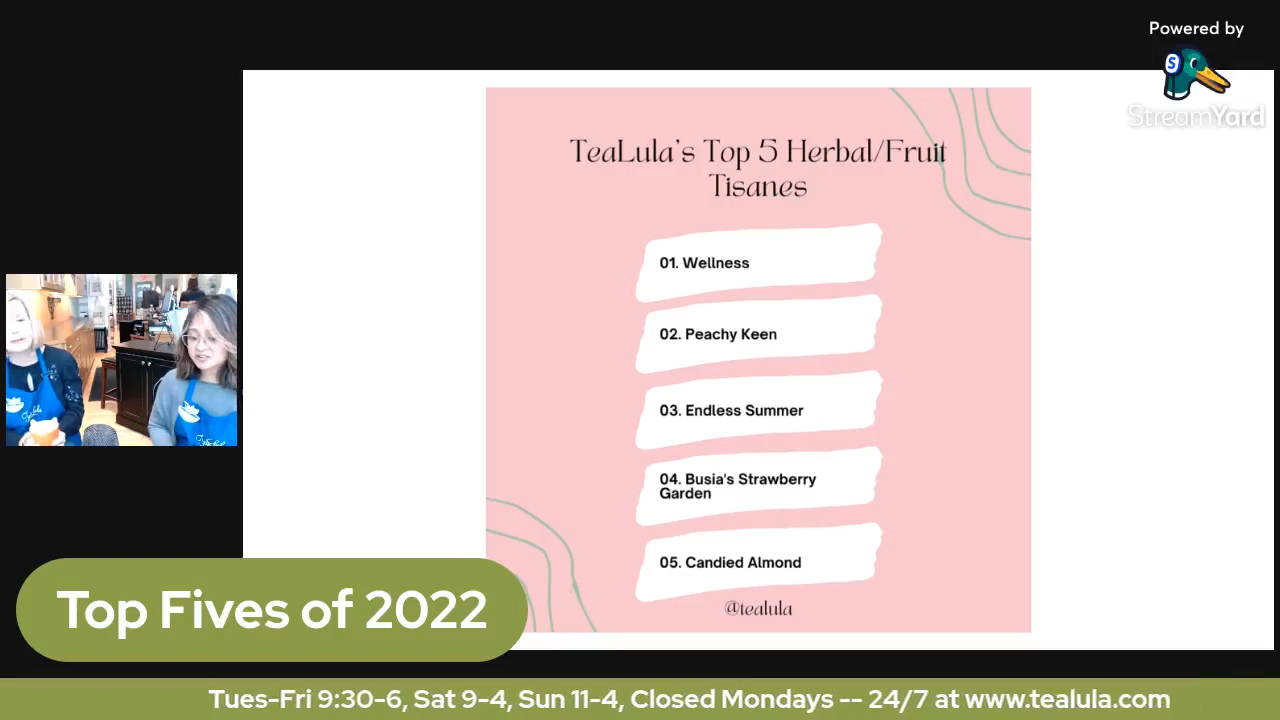 Powered by
S
StreamYard
TeaLula's Top 5 Herbal/Fruit
Tisanes
01. Wellness
02. Peachy Keen
03. Endless Summer
04. Busia's Strawberry
Garden
05. Candied Almond
@tealula
Top Fives of 2022
Tues-Fri 9:30-6, Sat 9-4, Sun 11-4, Closed Mondays -- 24/7 at www.tealula.com